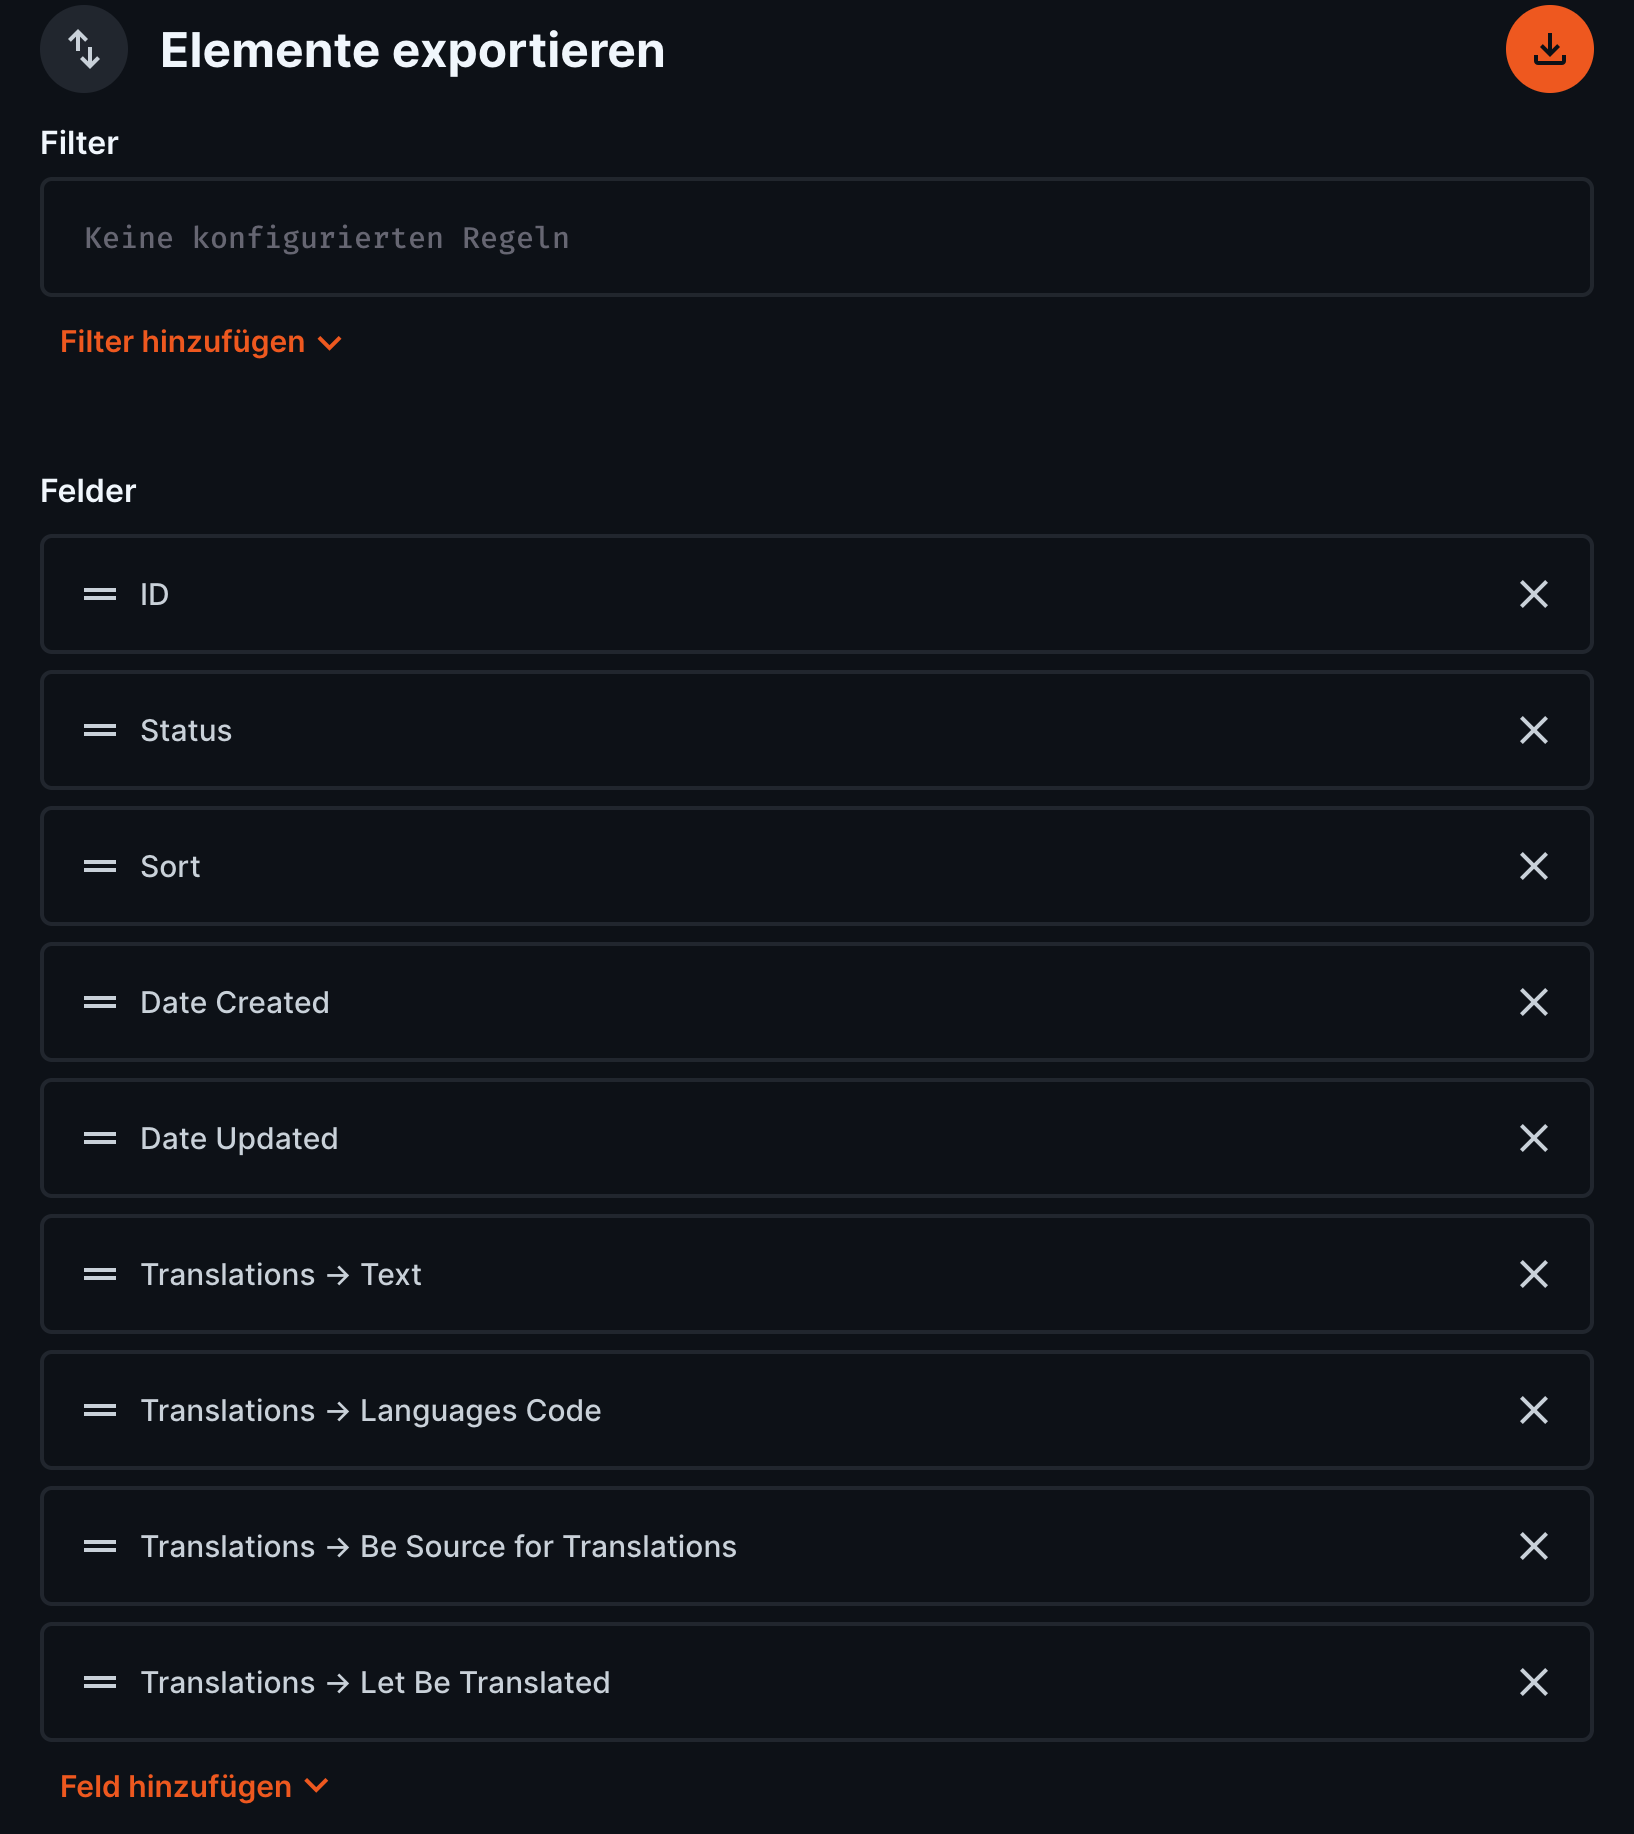 Elemente exportieren
Filter
Keine konfigurierten Regeln
Filter hinzufügen
Felder
ID
Status
Sort
Date Created
Date Updated
Translations → Text
Translations → Languages Code
Translations → Be Source for Translations
Translations → Let Be Translated
Feld hinzufügen